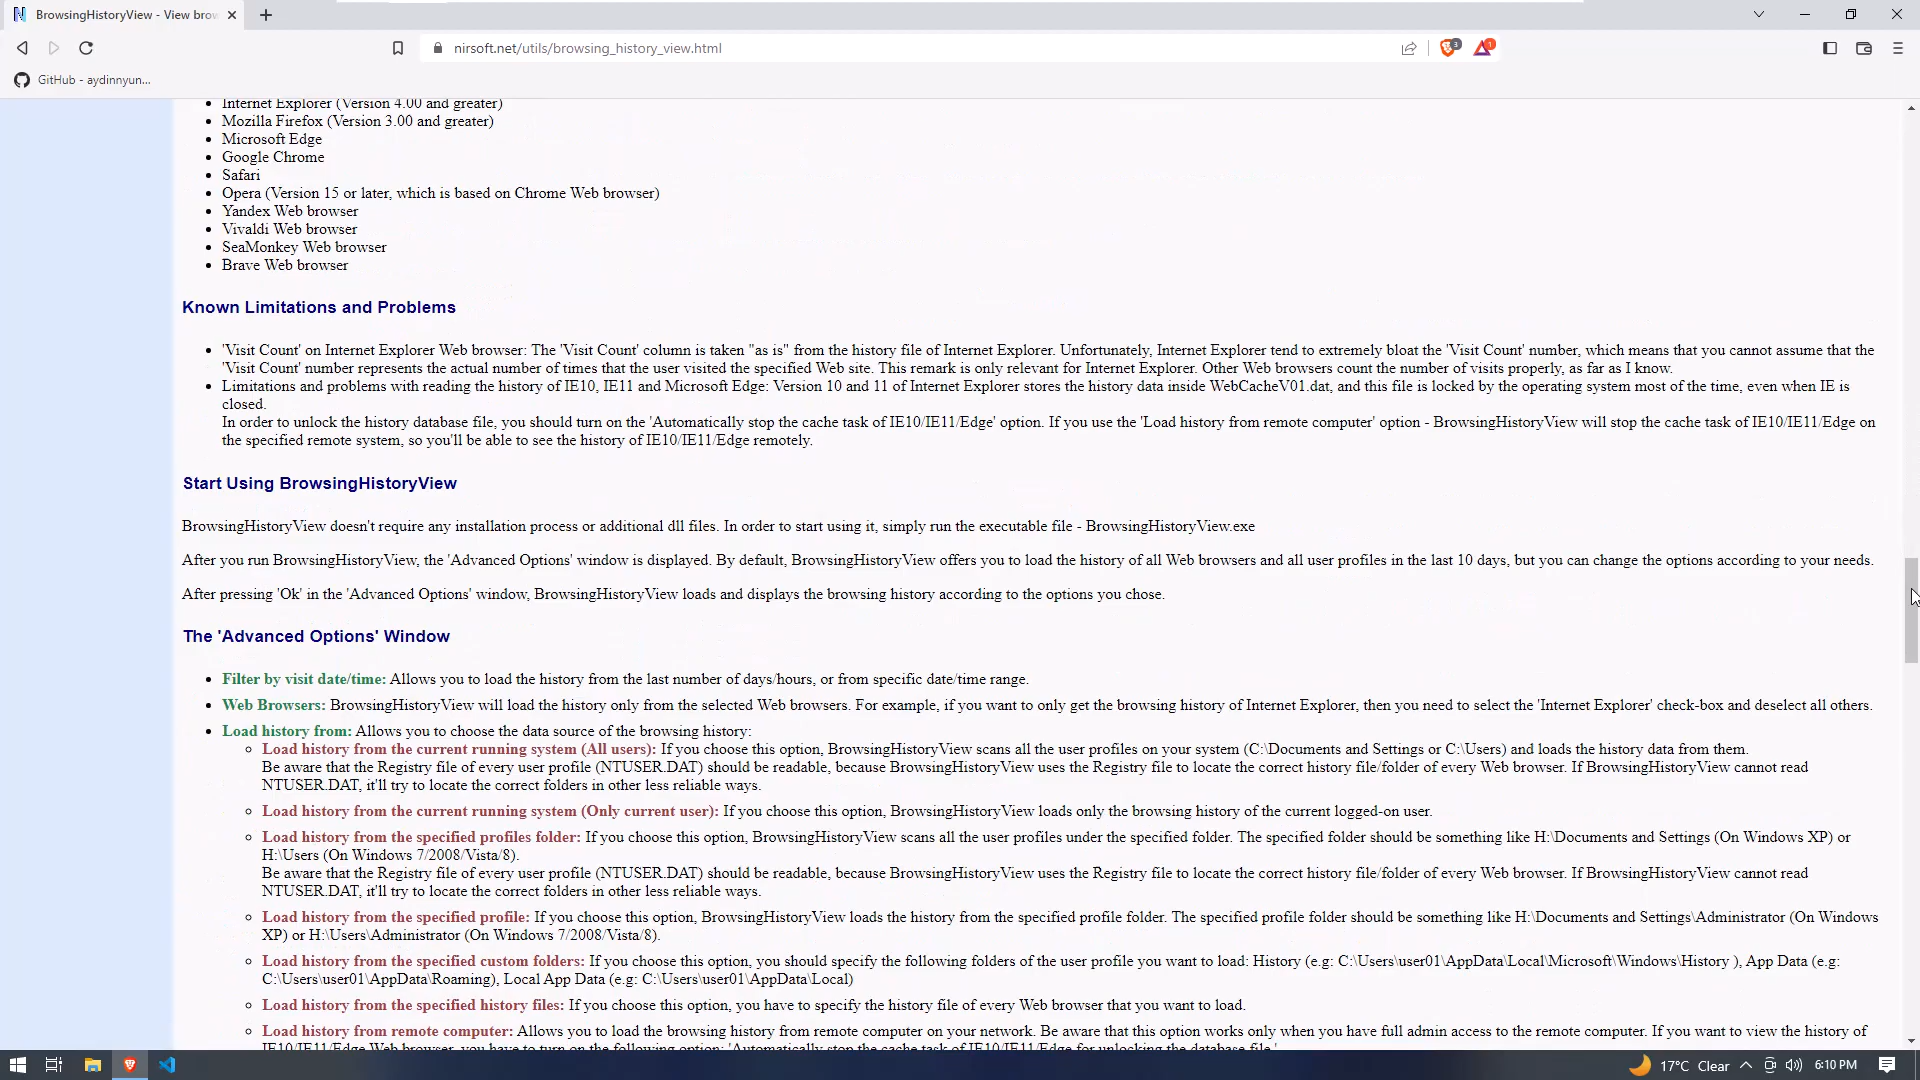 BrowsingHistoryView - View brow
nirsoft.net/utils/browsing_history_view.html
3
1
GitHub - aydinnyun...
Internet Explorer (Version 4.00 and greater)
Mozilla Firefox (Version 3.00 and greater)
Microsoft Edge
Google Chrome
Safari
Opera (Version 15 or later, which is based on Chrome Web browser)
Yandex Web browser
Vivaldi Web browser
SeaMonkey Web browser
Brave Web browser
Known Limitations and Problems
'Visit Count' on Internet Explorer Web browser: The 'Visit Count' column is taken "as is" from the history file of Internet Explorer. Unfortunately, Internet Explorer tend to extremely bloat the 'Visit Count' number, which means that you cannot assume that the
'Visit Count' number represents the actual number of times that the user visited the specified Web site. This remark is only relevant for Internet Explorer. Other Web browsers count the number of visits properly, as far as I know.
Limitations and problems with reading the history of IE10, IE11 and Microsoft Edge: Version 10 and 11 of Internet Explorer stores the history data inside WebCacheV01.dat, and this file is locked by the operating system most of the time, even when IE is
closed.
In order to unlock the history database file, you should turn on the 'Automatically stop the cache task of IE10/IE11/Edge' option. If you use the 'Load history from remote computer' option - BrowsingHistoryView will stop the cache task of IE10/IE11/Edge on
the specified remote system, so you'll be able to see the history of IE10/IE11/Edge remotely.
Start Using BrowsingHistoryView
BrowsingHistoryView doesn't require any installation process or additional dll files. In order to start using it, simply run the executable file - BrowsingHistoryView.exe
After you run BrowsingHistoryView, the 'Advanced Options' window is displayed. By default, BrowsingHistoryView offers you to load the history of all Web browsers and all user profiles in the last 10 days, but you can change the options according to your needs.
After pressing 'Ok' in the 'Advanced Options' window, BrowsingHistoryView loads and displays the browsing history according to the options you chose.
The 'Advanced Options' Window
Filter by visit date/time: Allows you to load the history from the last number of days/hours, or from specific date/time range.
Web Browsers: BrowsingHistoryView will load the history only from the selected Web browsers. For example, if you want to only get the browsing history of Internet Explorer, then you need to select the 'Internet Explorer' check-box and deselect all others.
Load history from: Allows you to choose the data source of the browsing history:
Load history from the current running system (All users): If you choose this option, BrowsingHistoryView scans all the user profiles on your system (C:\Documents and Settings or C:\Users) and loads the history data from them.
Be aware that the Registry file of every user profile (NTUSER.DAT) should be readable, because BrowsingHistoryView uses the Registry file to locate the correct history file/folder of every Web browser. If BrowsingHistoryView cannot read
NTUSER.DAT, it'll try to locate the correct folders in other less reliable ways.
Load history from the current running system (Only current user): If you choose this option, BrowsingHistoryView loads only the browsing history of the current logged-on user.
Load history from the specified profiles folder: If you choose this option, BrowsingHistoryView scans all the user profiles under the specified folder. The specified folder should be something like H:\Documents and Settings (On Windows XP) or
H:\Users (On Windows 7/2008/Vista/8).
Be aware that the Registry file of every user profile (NTUSER.DAT) should be readable, because BrowsingHistoryView uses the Registry file to locate the correct history file/folder of every Web browser. If BrowsingHistoryView cannot read
NTUSER.DAT, it'll try to locate the correct folders in other less reliable ways.
Load history from the specified profile: If you choose this option, BrowsingHistoryView loads the history from the specified profile folder. The specified profile folder should be something like H:\Documents and Settings\Administrator (On Windows
XP) or H:\Users\Administrator (On Windows 7/2008/Vista/8).
Load history from the specified custom folders: If you choose this option, you should specify the following folders of the user profile you want to load: History (e.g: C:\Users\user01\AppData\Local\Microsoft\Windows\History ), App Data (e.g:
C:\Users\user01\AppData\Roaming), Local App Data (e.g: C:\Users\user01\AppData\Local)
Load history from the specified history files: If you choose this option, you have to specify the history file of every Web browser that you want to load.
Load history from remote computer: Allows you to load the browsing history from remote computer on your network. Be aware that this option works only when you have full admin access to the remote computer. If you want to view the history of
IE10/IE11/Edge Web browser, you have to turn on the following option: 'Automatically stop the cache task of IE10/IE11/Edge for unlocking the database file.'
17°C Clear
6:10 PM